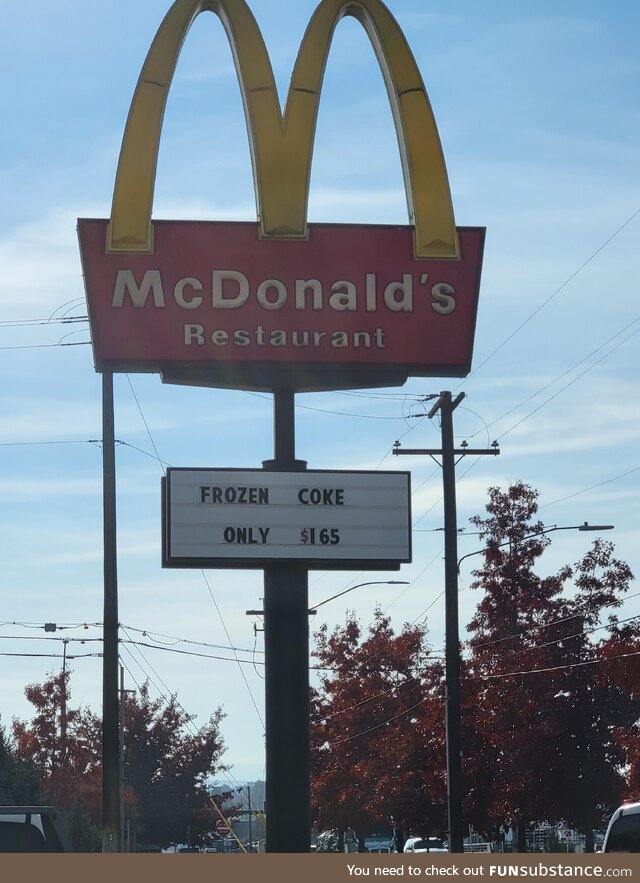 McDonald's
Restaurant
FROZEN COKE
ONLY $165
You need to check out FUNsubstance.com